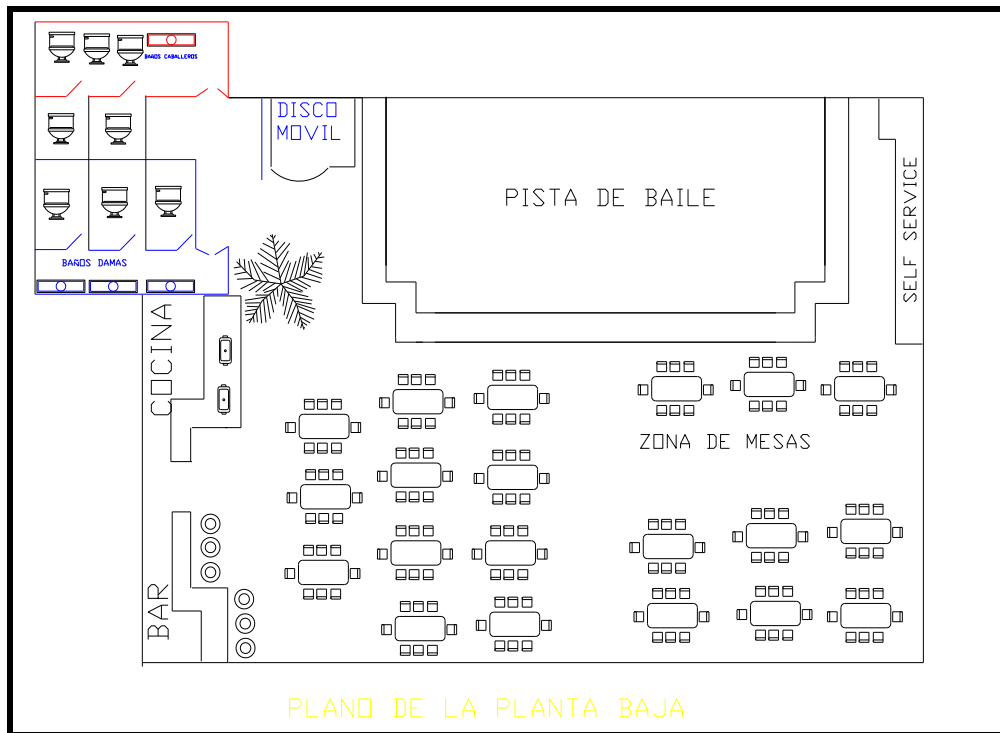 BAÑOS CABALLEROS
DISCO
MOVIL
PISTA DE BAILE
SELF SERVICE
BAÑOS DAMAS
COCINA
ZONA DE MESAS
BAR
PLANO DE LA PLANTA BAJA